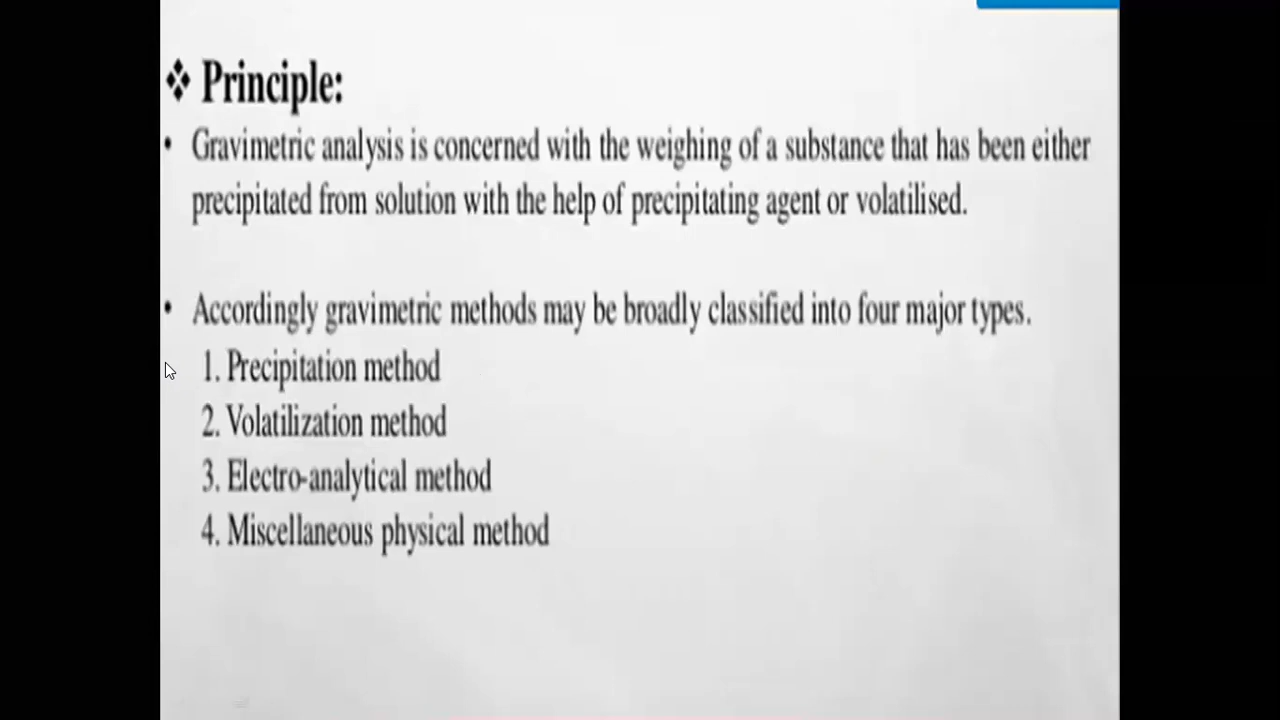 ❖ Principle:
• Gravimetric analysis is concerned with the weighing of a substance that has been either
precipitated from solution with the help of precipitating agent or volatilised.
• Accordingly gravimetric methods may be broadly classified into four major types.
1. Precipitation method
2. Volatilization method
3. Electro-analytical method
4. Miscellaneous physical method